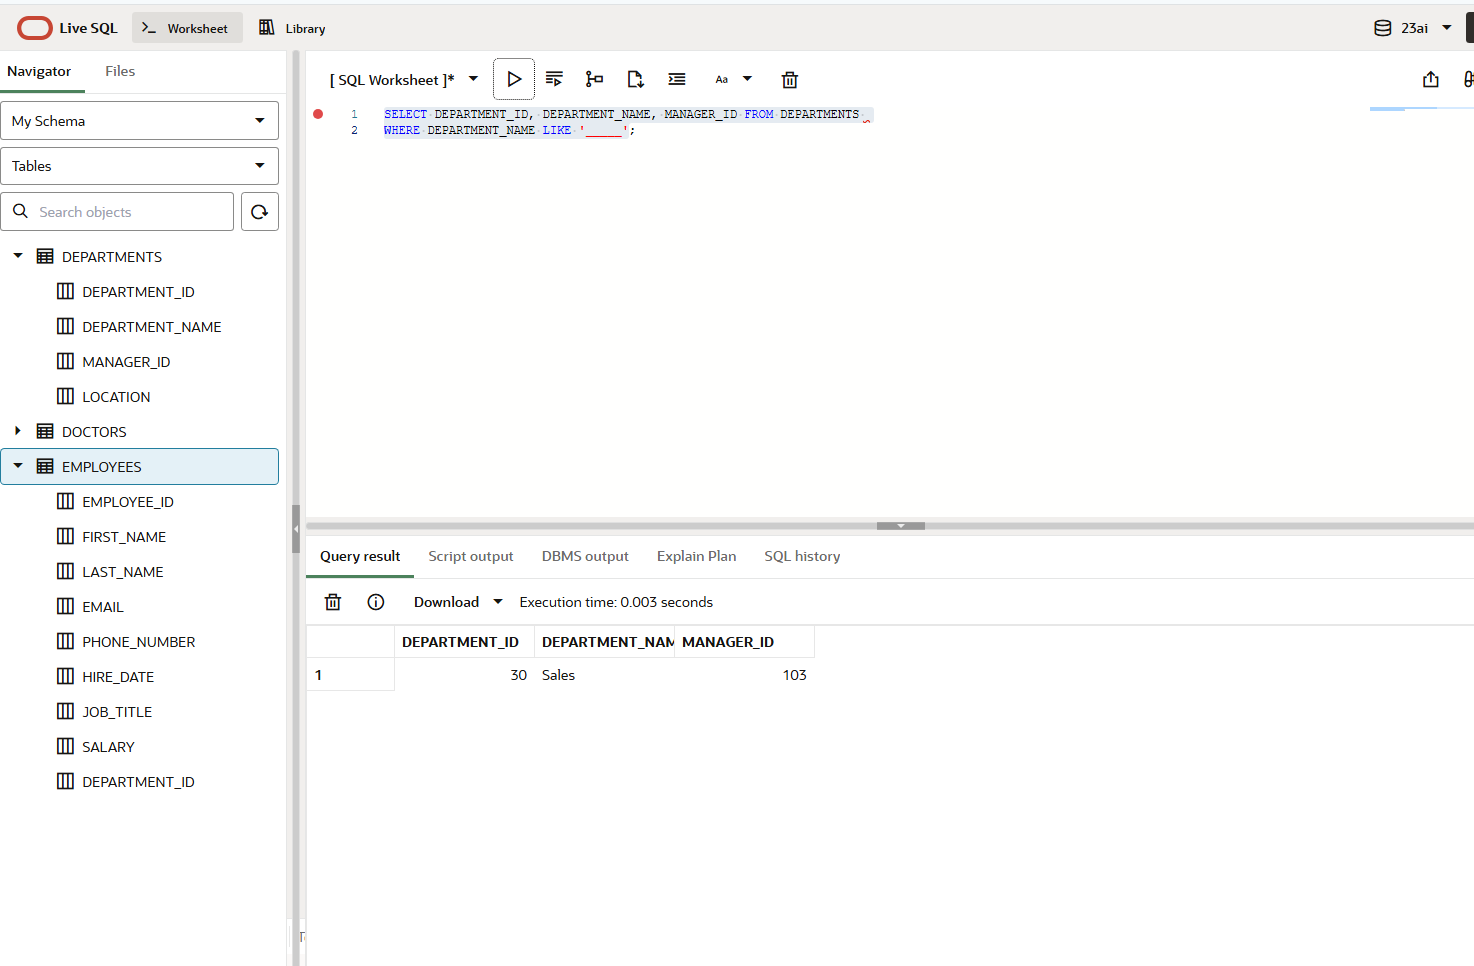 Live SQL
Worksheet
Library
23ai
Navigator
Files
[ SQL Worksheet ]*
Aa
My Schema
Tables
Search objects
DEPARTMENTS
DEPARTMENT_ID
DEPARTMENT_NAME
MANAGER_ID
LOCATION
DOCTORS
EMPLOYEES
EMPLOYEE_ID
FIRST_NAME
LAST_NAME
EMAIL
PHONE_NUMBER
HIRE_DATE
JOB_TITLE
SALARY
DEPARTMENT_ID
1 SELECT DEPARTMENT_ID, DEPARTMENT_NAME, MANAGER_ID FROM DEPARTMENTS
2 WHERE DEPARTMENT_NAME LIKE '_____';
Query result
Script output
DBMS output
Explain Plan
SQL history
Download
Execution time: 0.003 seconds
DEPARTMENT_ID DEPARTMENT_NAM MANAGER_ID
1 30 Sales 103